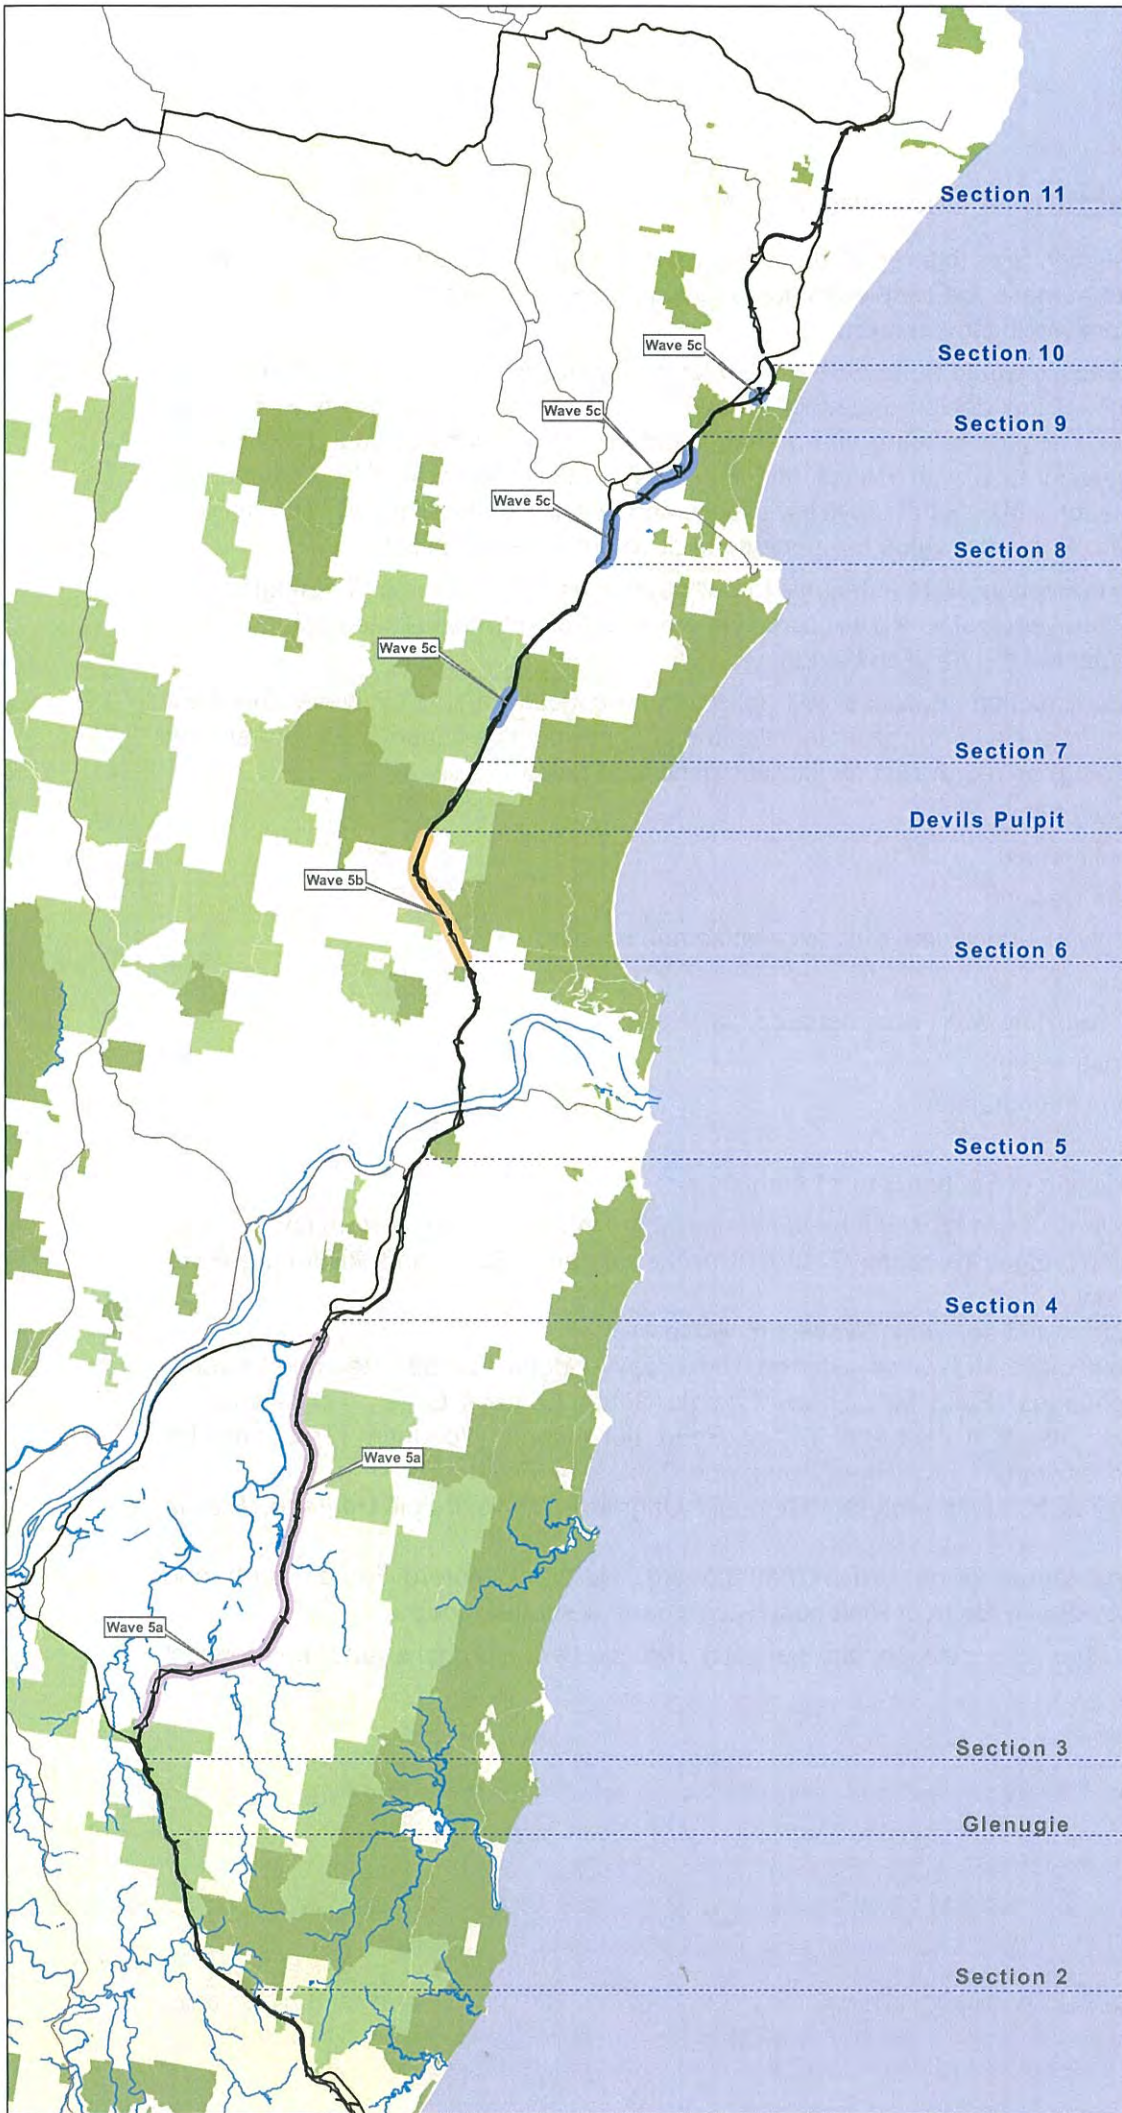 Section 11
Wave 5c
Section 10
Wave 5c
Section 9
Wave 5c
Section 8
Wave 5c
Section 7
Devils Pulpit
Wave 5b
Section 6
Section 5
Section 4
Wave 5a
Wave 5a
Section 3
Glenugie
Section 2